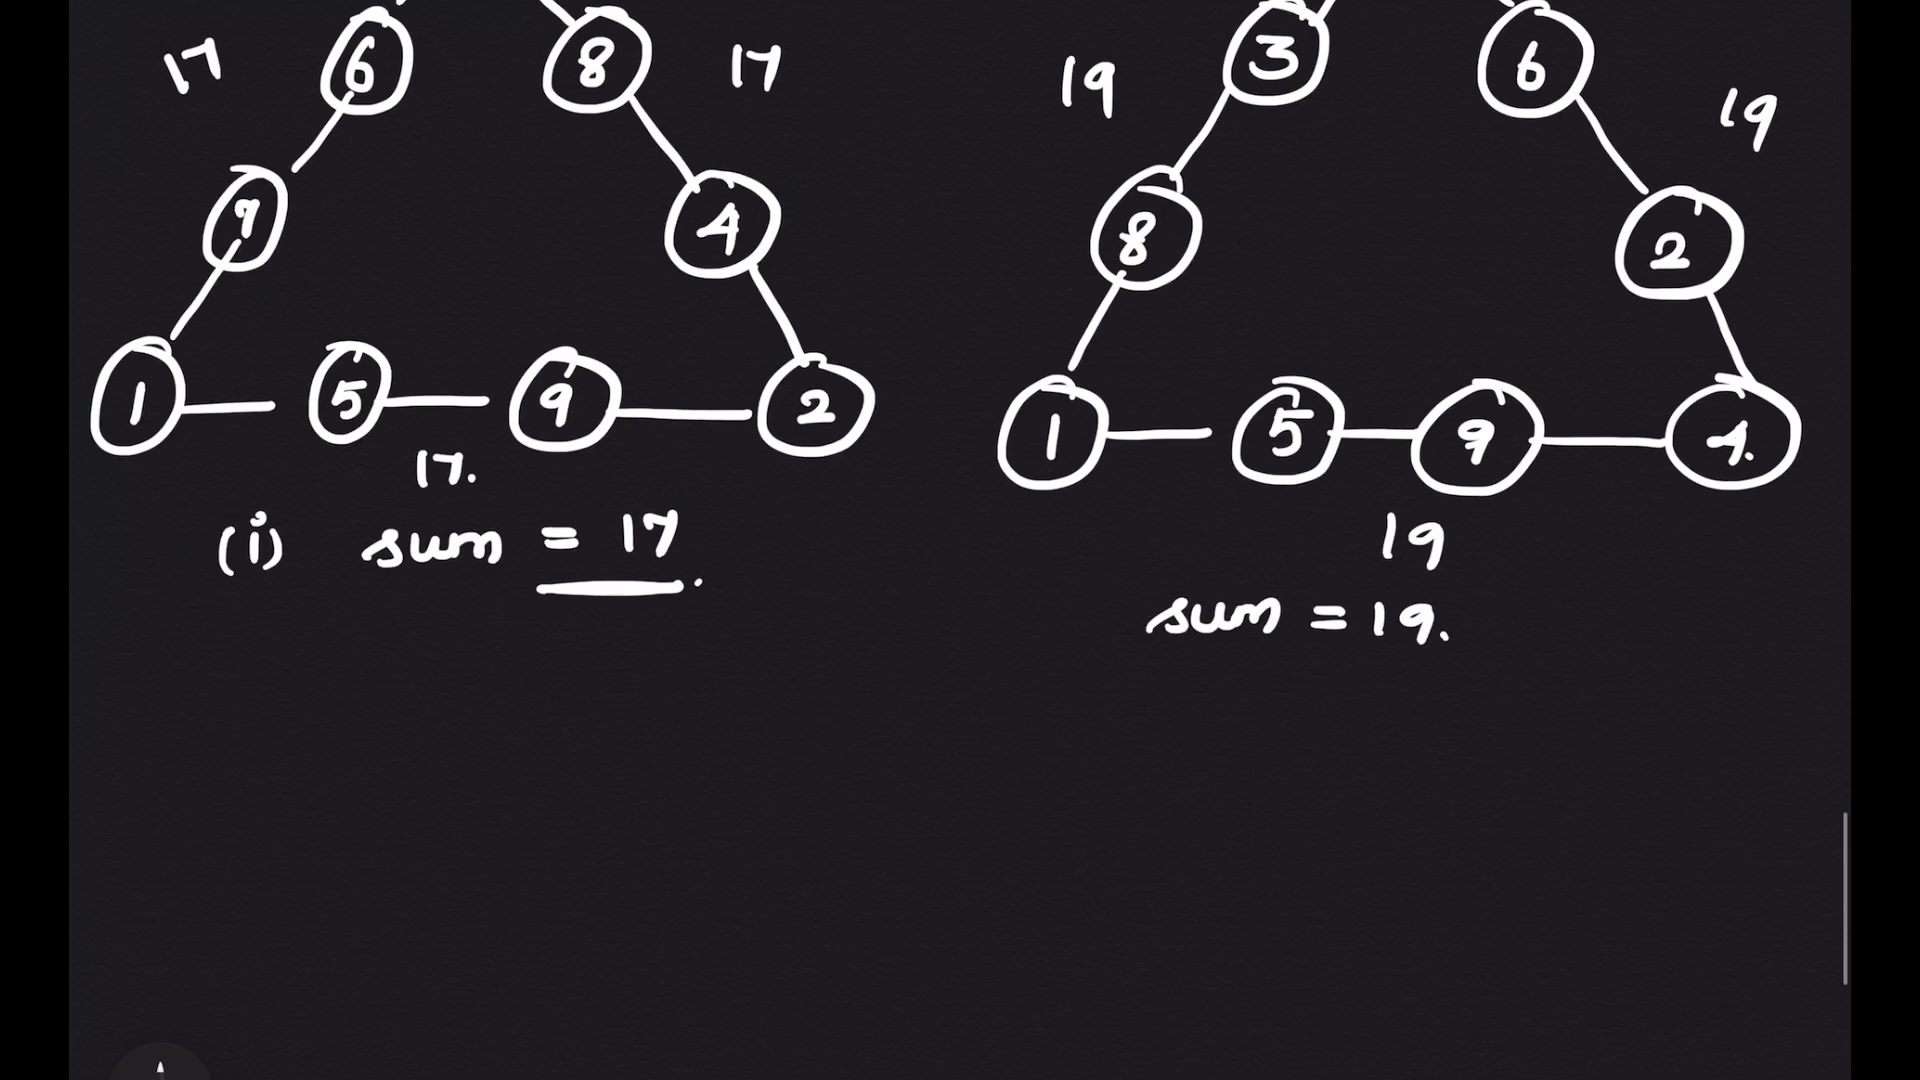 17 6 8 17
19 3 6 19
7 4
8 2
1 5 9 2
1 5 9 4.
17.
19
(i) sum = 17.
sum = 19.